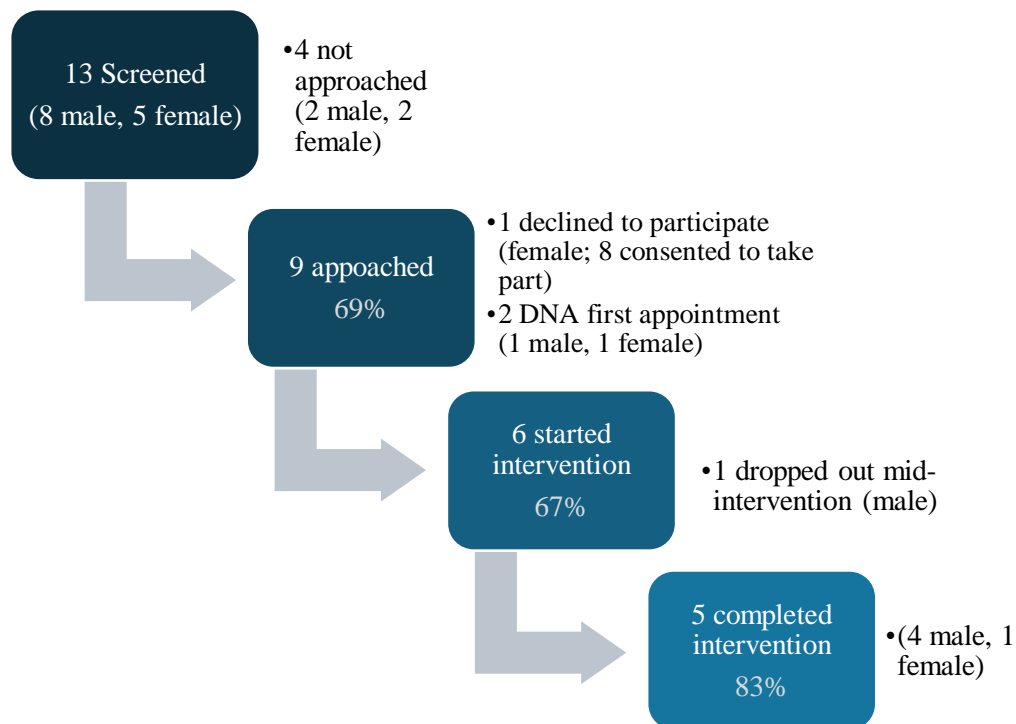 13 Screened
(8 male, 5 female)
•4 not
approached
(2 male, 2
female)
9 appoached
69%
•1 declined to participate
(female; 8 consented to take
part)
•2 DNA first appointment
(1 male, 1 female)
6 started
intervention
67%
•1 dropped out mid-
intervention (male)
5 completed
intervention
83%
•(4 male, 1
female)